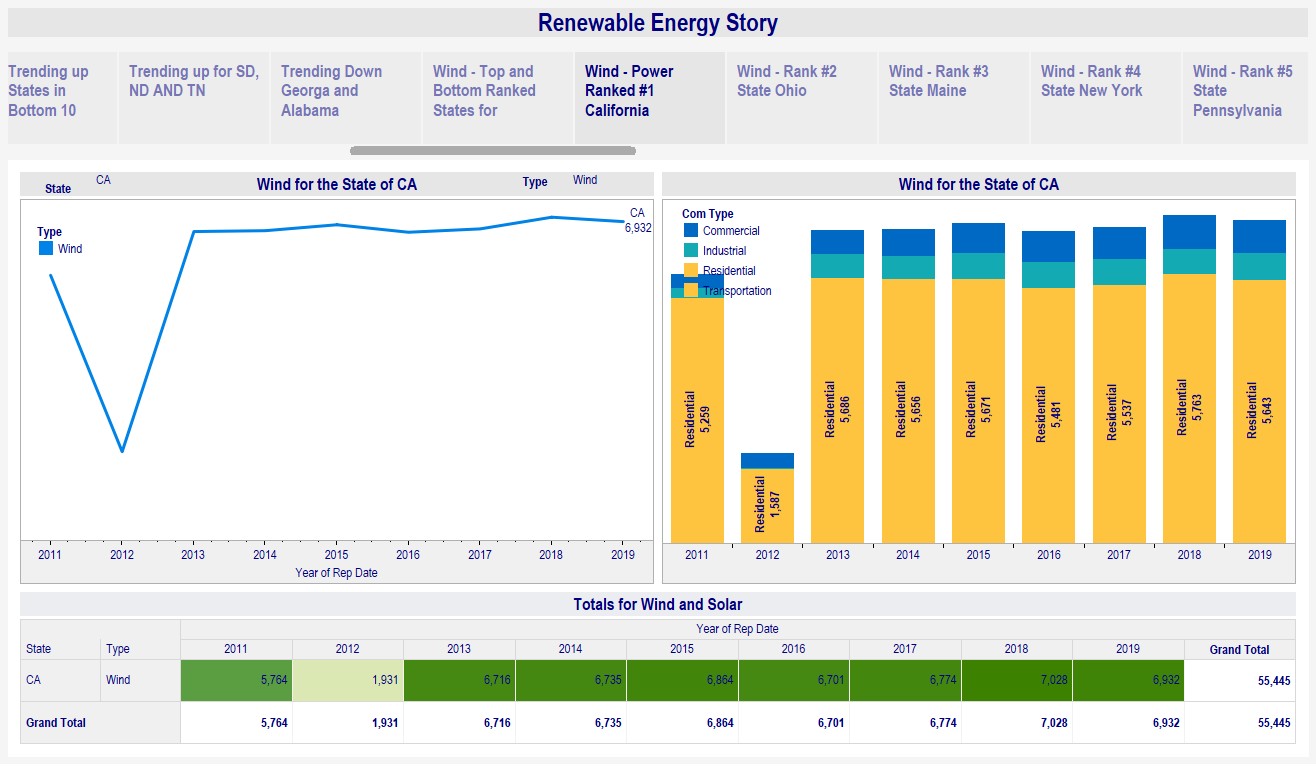 Renewable Energy Story
Trending up
States in
Bottom 10
Trending up for SD,
ND AND TN
Trending Down
Georga and
Alabama
Wind - Top and
Bottom Ranked
States for
Wind - Power
Ranked #1
California
Wind - Rank #2
State Ohio
Wind - Rank #3
State Maine
Wind - Rank #4
State New York
Wind - Rank #5
State
Pennsylvania
State CA Wind for the State of CA Type Wind
Type
Wind
CA
6,932
2011 2012 2013 2014 2015 2016 2017 2018 2019
Year of Rep Date
Wind for the State of CA
Com Type
Commercial
Industrial
Residential
Transportation
Residential
5,259
Residential
1,587
Residential
5,686
Residential
5,656
Residential
5,671
Residential
5,481
Residential
5,537
Residential
5,763
Residential
5,643
2011 2012 2013 2014 2015 2016 2017 2018 2019
Totals for Wind and Solar
Year of Rep Date
State Type 2011 2012 2013 2014 2015 2016 2017 2018 2019 Grand Total
CA Wind 5,764 1,931 6,716 6,735 6,864 6,701 6,774 7,028 6,932 55,445
Grand Total 5,764 1,931 6,716 6,735 6,864 6,701 6,774 7,028 6,932 55,445